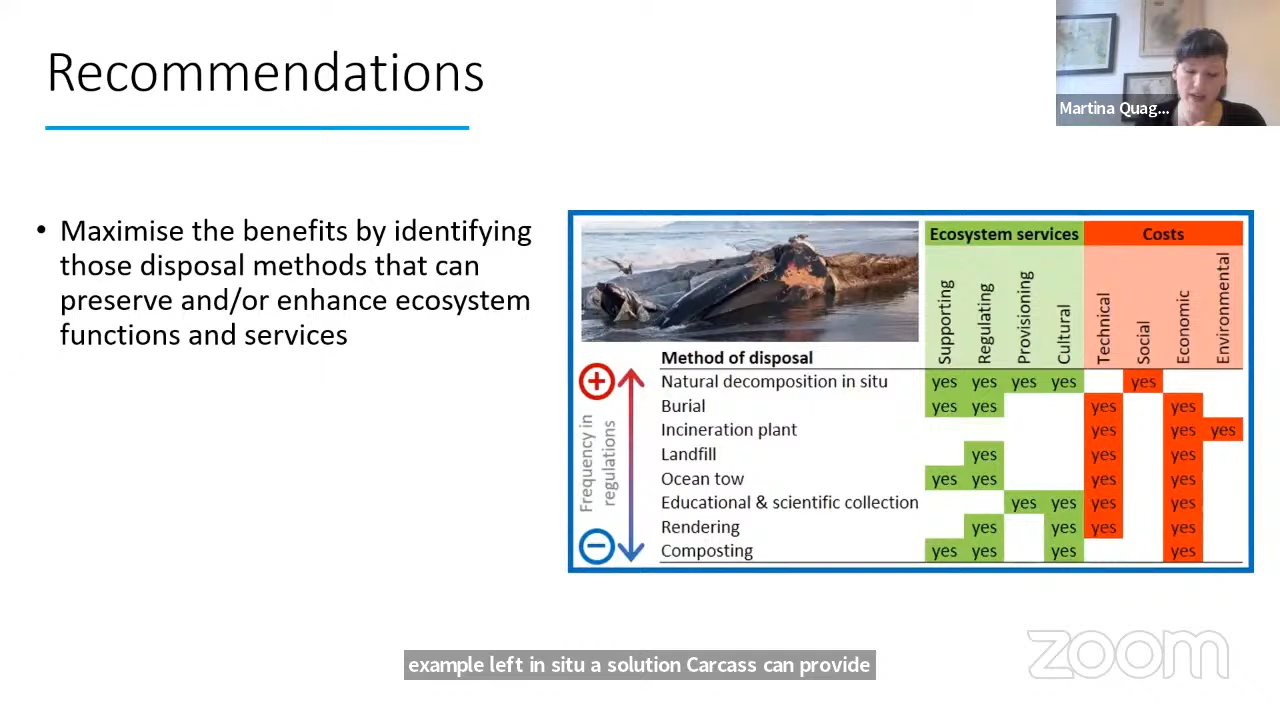 Recommendations
Martina Quag...
• Maximise the benefits by identifying
those disposal methods that can
preserve and/or enhance ecosystem
functions and services
Ecosystem services Costs
Supporting Regulating Provisioning Cultural Technical Social Economic Environmental
Method of disposal
Natural decomposition in situ yes yes yes yes yes
Burial yes yes yes yes
Incineration plant yes yes yes
Landfill yes yes yes
Ocean tow yes yes yes yes
Educational & scientific collection yes yes yes yes
Rendering yes yes yes yes
Composting yes yes yes yes
Frequency in
regulations
example left in situ a solution Carcass can provide
zoom